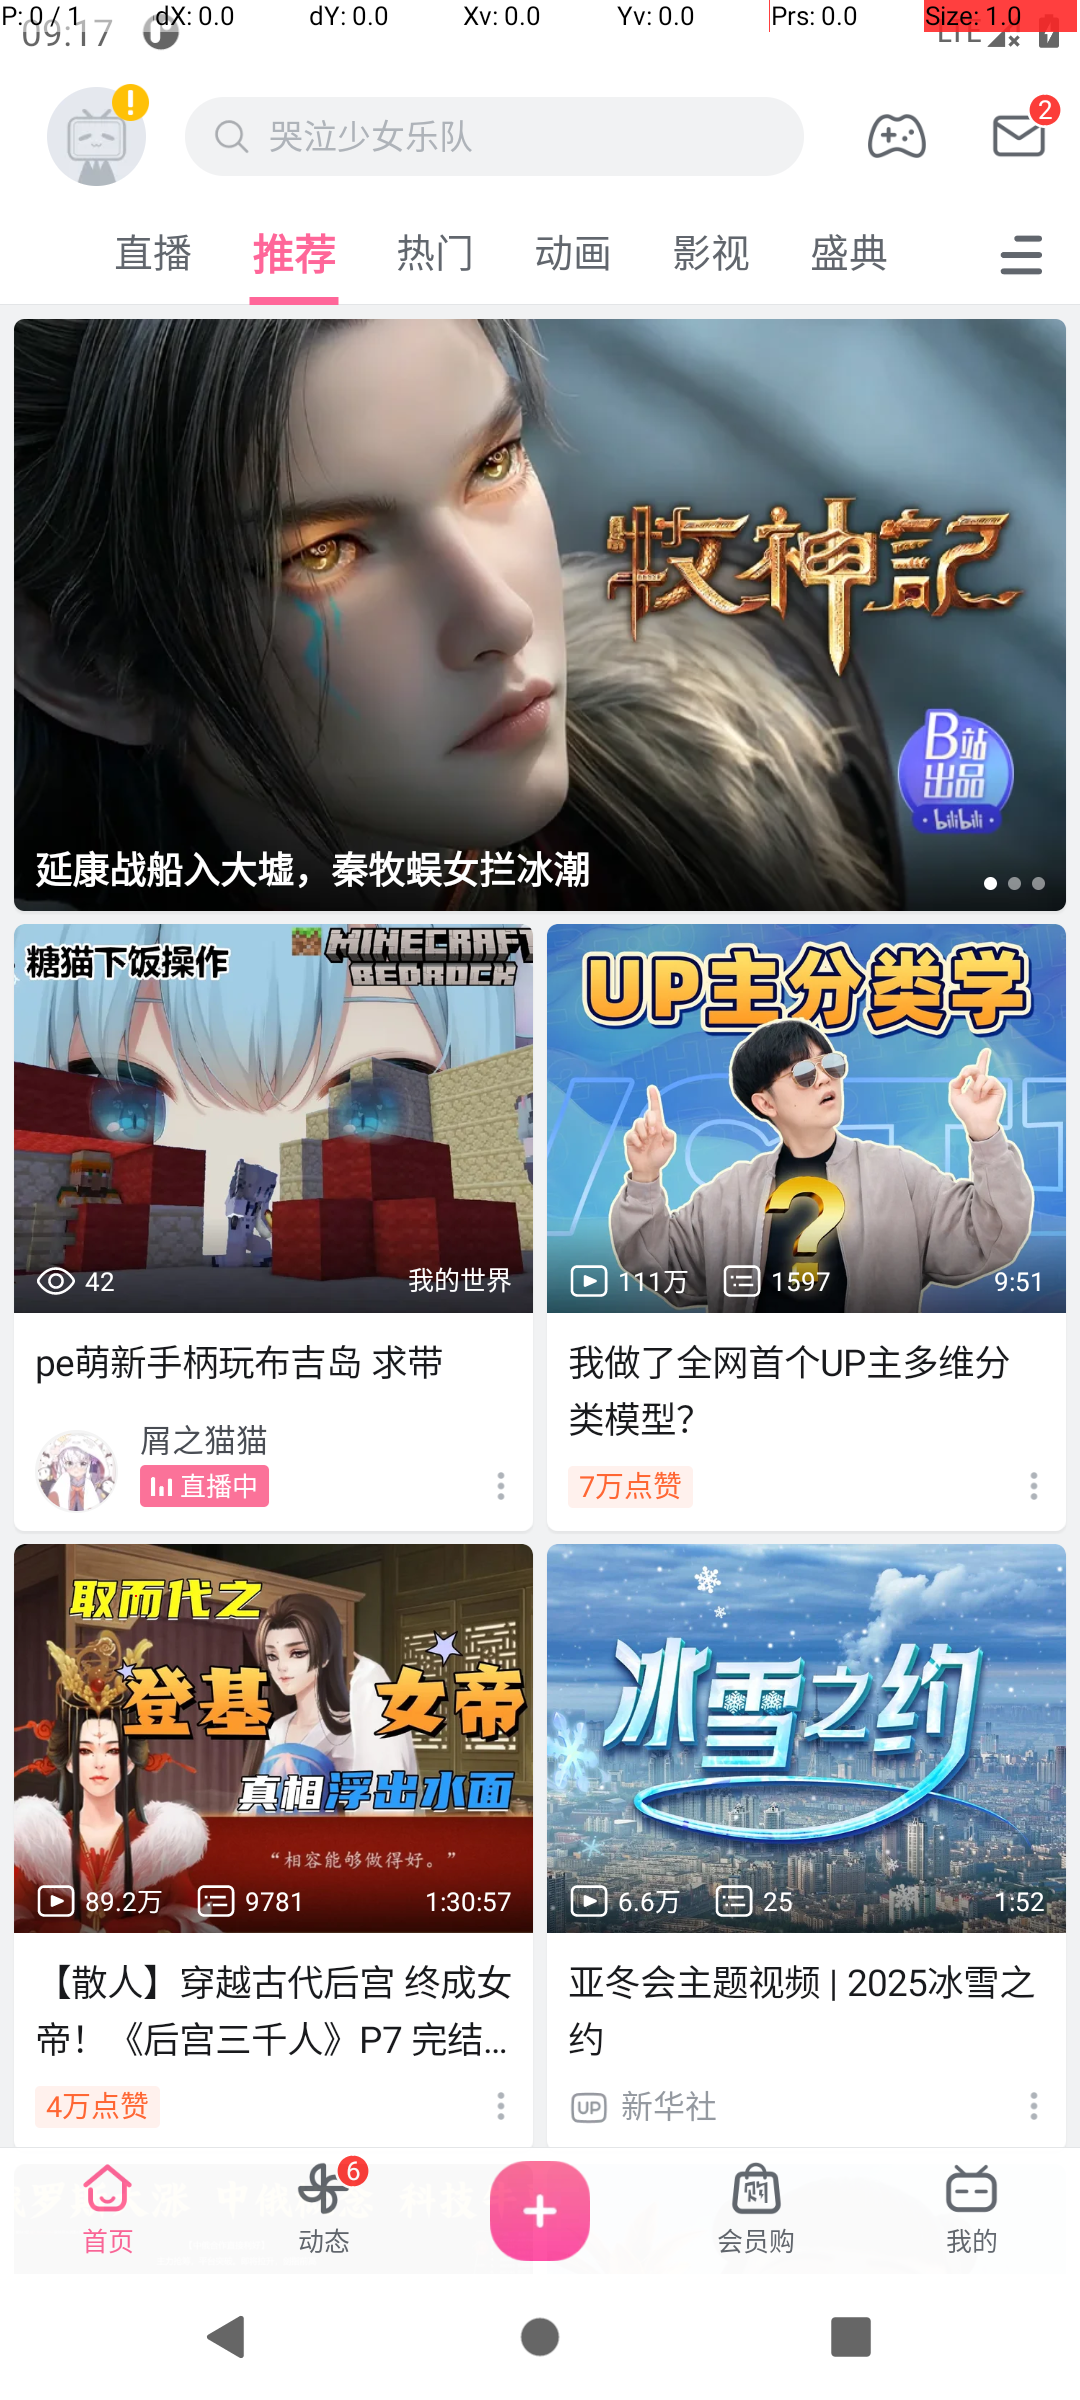 P: 0 / 1 dX: 0.0 dY: 0.0 Xv: 0.0 Yv: 0.0 Prs: 0.0 Size: 1.0
09:17 LTE
哭泣少女乐队
2
直播 推荐 热门 动画 影视 盛典
牧神記
B站
出品
bilibili
延康战船入大墟，秦牧蜈女拦冰潮
糖猫下饭操作
MINECRAFT
BEDROCK
42 我的世界
pe萌新手柄玩布吉岛 求带
屑之猫猫
直播中
UP主分类学
?
111万 1597 9:51
我做了全网首个UP主多维分
类模型？
7万点赞
取而代之
登基 女帝
真相浮出水面
“相容能够做得好。”
89.2万 9781 1:30:57
【散人】穿越古代后宫 终成女
帝！《后宫三千人》P7 完结...
4万点赞
冰雪之约
6.6万 25 1:52
亚冬会主题视频 | 2025冰雪之
约
UP 新华社
首页
6
动态
购
会员购
我的